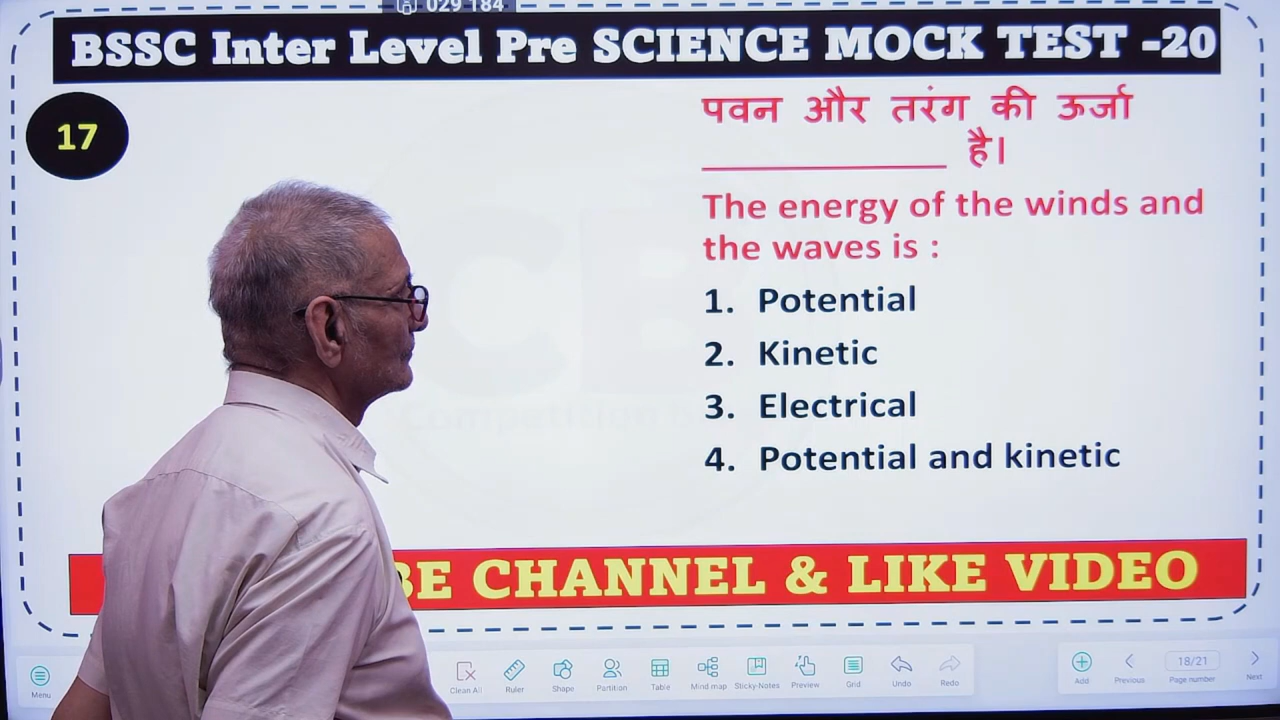 029 184
BSSC Inter Level Pre SCIENCE MOCK TEST -20
17
पवन और तरंग की ऊर्जा
____________ है।
The energy of the winds and
the waves is :
1. Potential
2. Kinetic
3. Electrical
4. Potential and kinetic
BE CHANNEL & LIKE VIDEO
Menu
Clean All
Ruler
Shape
Partition
Table
Mind map
Sticky-Notes
Preview
Grid
Undo
Redo
Add
Previous
18/21
Page number
Next